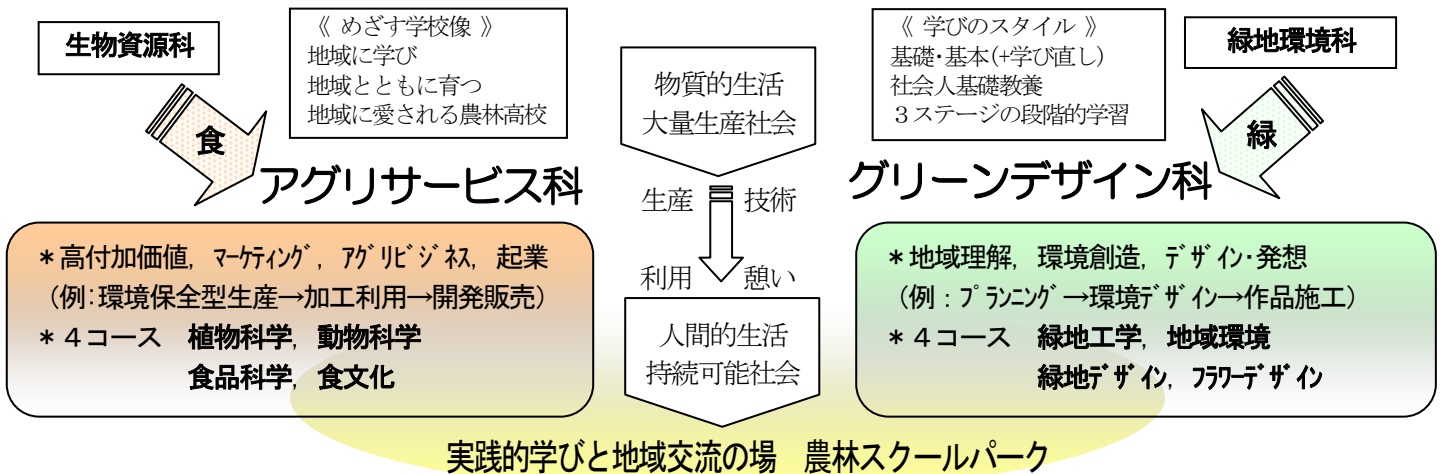 生物資源科
《 めざす学校像 》
地域に学び
地域とともに育つ
地域に愛される農林高校
物質的生活
大量生産社会
《 学びのスタイル 》
基礎・基本(+学び直し)
社会人基礎教養
３ステージの段階的学習
緑地環境科
食
緑
アグリサービス科
生産 技術
グリーンデザイン科
＊高付加価値, ﾏｰｹﾃｨﾝｸﾞ, ｱｸﾞﾘﾋﾞｼﾞﾈｽ, 起業
（例：環境保全型生産→加工利用→開発販売）
＊４コース 植物科学, 動物科学
食品科学, 食文化
利用 憩い
人間的生活
持続可能社会
＊地域理解, 環境創造, ﾃﾞｻﾞｲﾝ・発想
（例：ﾌﾟﾗﾝﾆﾝｸﾞ→環境ﾃﾞｻﾞｲﾝ→作品施工）
＊４コース 緑地工学, 地域環境
緑地ﾃﾞｻﾞｲﾝ, ﾌﾗﾜｰﾃﾞｻﾞｲﾝ
実践的学びと地域交流の場 農林スクールパーク